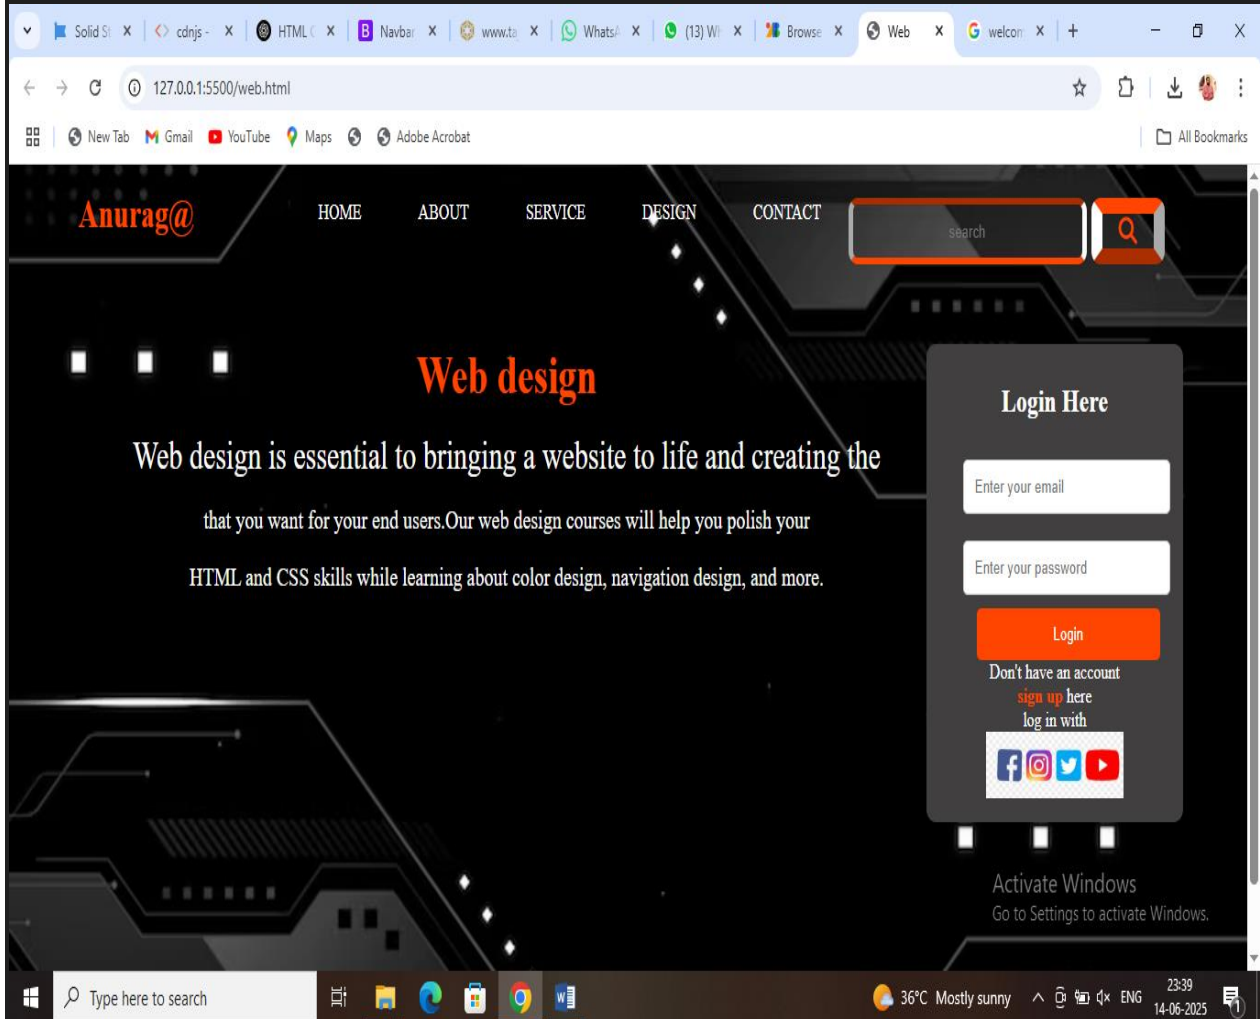 Solid S
cdnjs -
HTML C
Navbar
www.ta
WhatsA
(13) Wh
Browse
Web
welcom
127.0.0.1:5500/web.html
New Tab
Gmail
YouTube
Maps
Adobe Acrobat
All Bookmarks
Anurag@
HOME
ABOUT
SERVICE
DESIGN
CONTACT
search
Web design
Web design is essential to bringing a website to life and creating the
that you want for your end users.Our web design courses will help you polish your
HTML and CSS skills while learning about color design, navigation design, and more.
Login Here
Enter your email
Enter your password
Login
Don't have an account
sign up here
log in with
Activate Windows
Go to Settings to activate Windows.
Type here to search
36°C Mostly sunny
ENG
23:39
14-06-2025
1